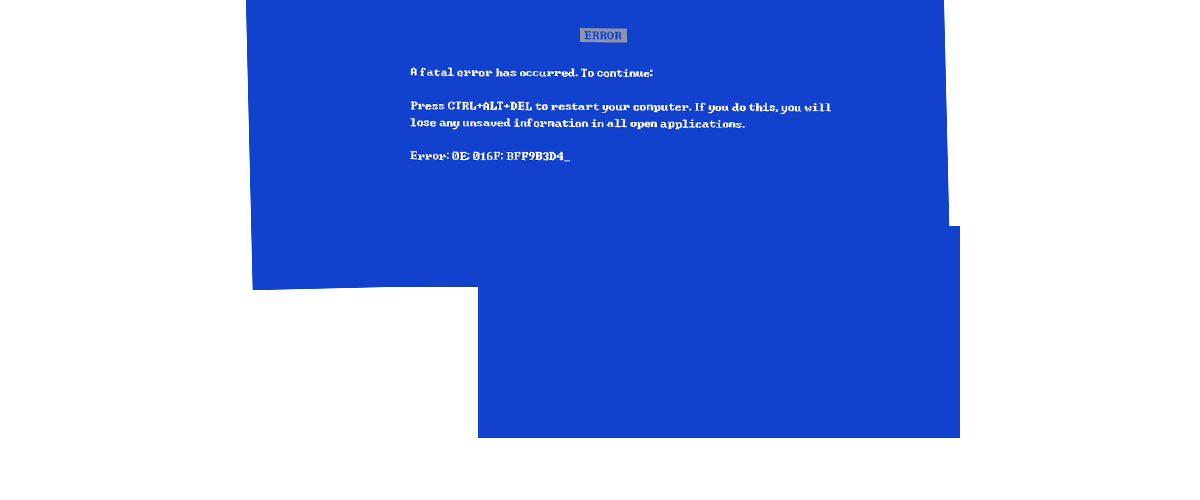 ERROR
A fatal error has occurred. To continue:
Press CTRL+ALT+DEL to restart your computer. If you do this, you will
lose any unsaved information in all open applications.
Error: 0E: 016F: BFF9B3D4_